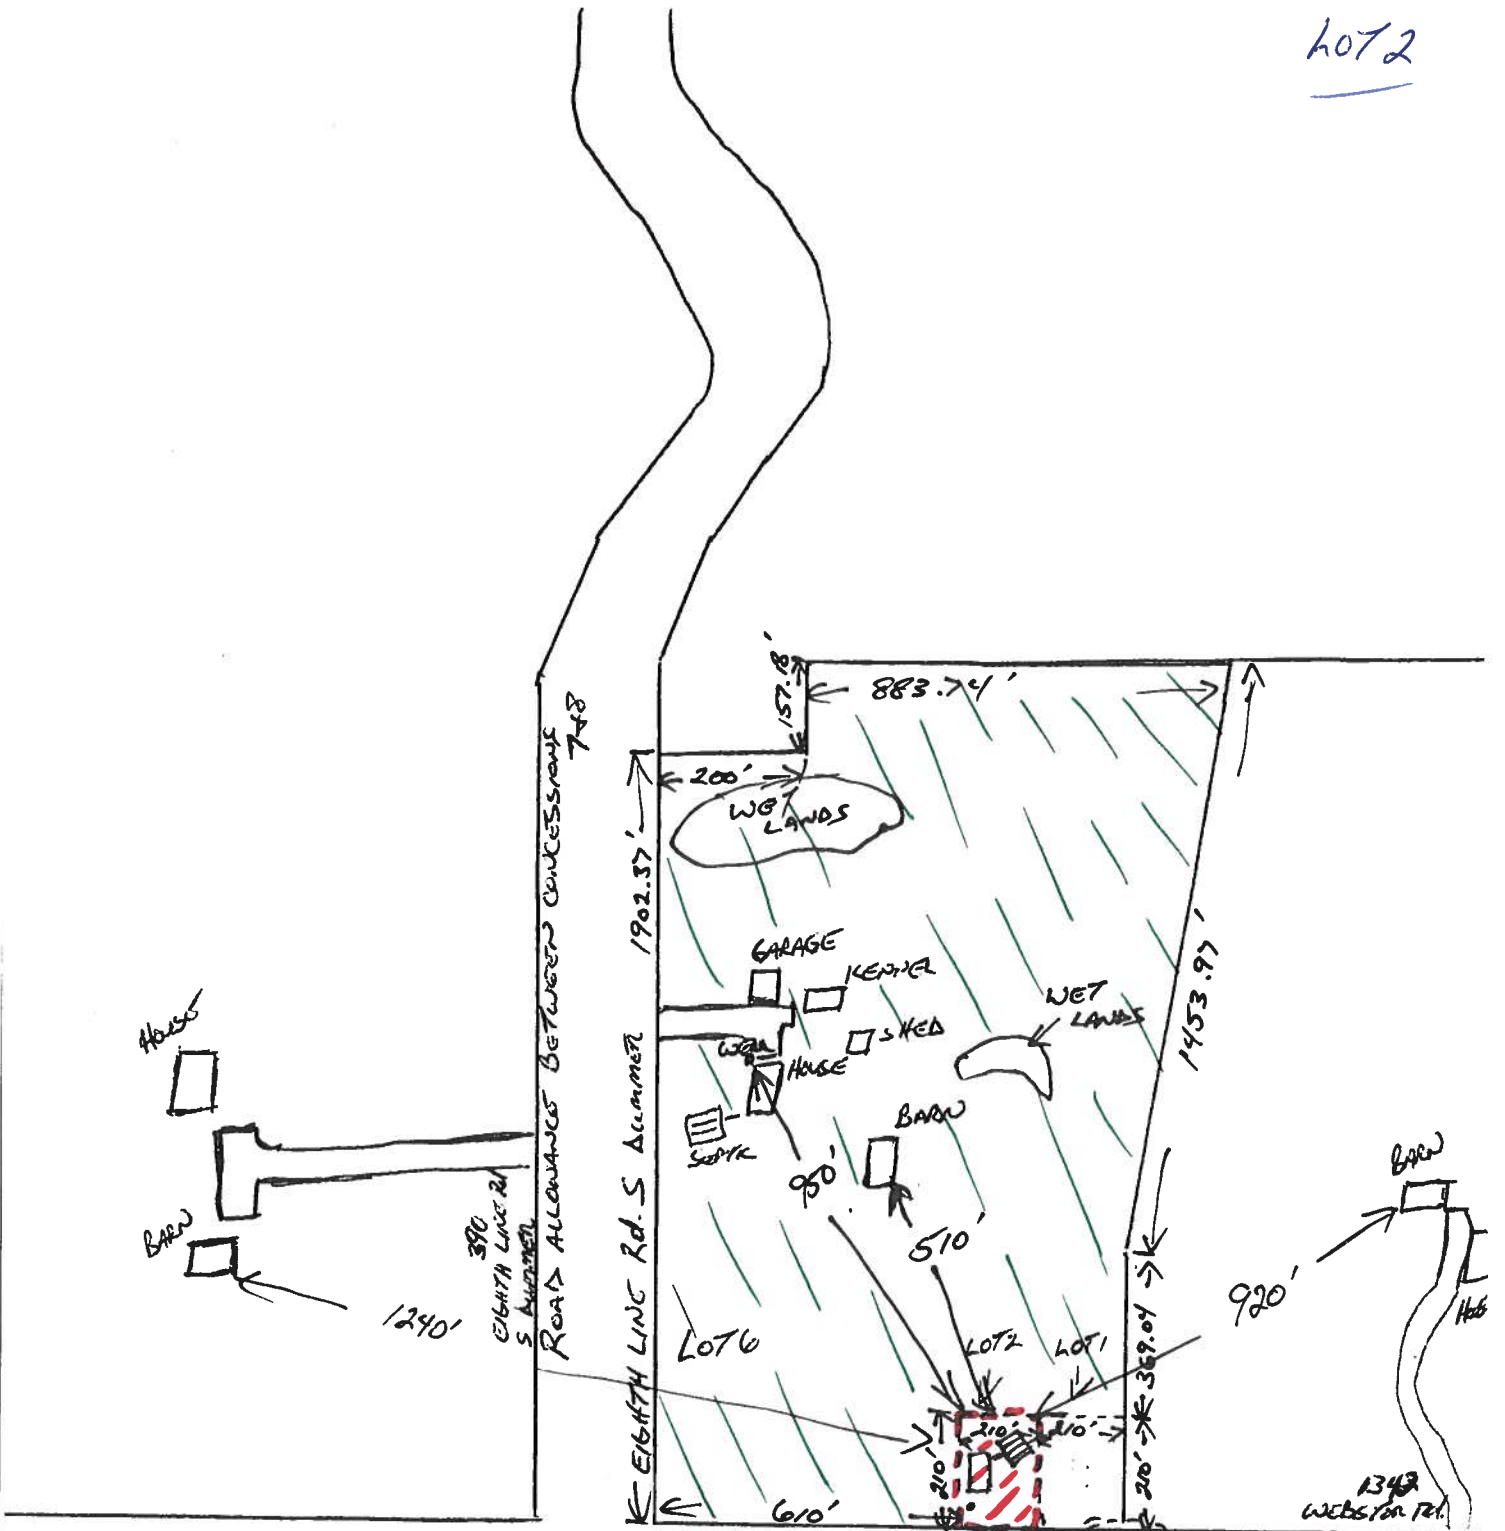 LOT 2
157.18'
883.74'
ROAD ALLOWANCE BETWEEN CONCESSIONS
7+8
200'
WET
LANDS
1902.37'
GARAGE
KENNEL
SHED
WELL
HOUSE
SEPTIC
BARN
WET
LANDS
1453.97'
HOUSE
BARN
1240'
390
EIGHTH LINE Rd
S DUMMER
EIGHTH LINE Rd. S DUMMER
950'
510'
BARN
920'
LOT 6
LOT 2
LOT 1
369.04
210'
210'
210'
210'
610'
1342
WEBSTER Rd.